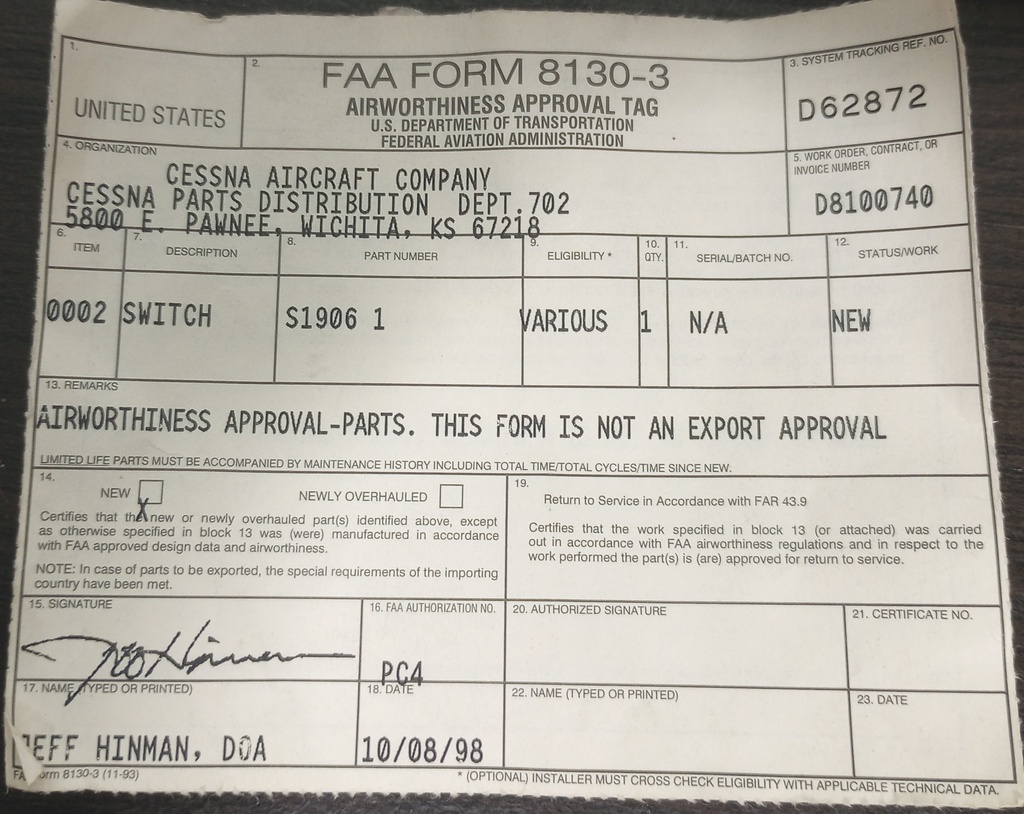 1.
UNITED STATES
2.
FAA FORM 8130-3
AIRWORTHINESS APPROVAL TAG
U.S. DEPARTMENT OF TRANSPORTATION
FEDERAL AVIATION ADMINISTRATION
3. SYSTEM TRACKING REF. NO.
D62872
4. ORGANIZATION
CESSNA AIRCRAFT COMPANY
CESSNA PARTS DISTRIBUTION DEPT.702
5800 E. PAWNEE, WICHITA, KS 67218
5. WORK ORDER, CONTRACT, OR
INVOICE NUMBER
D8100740
6. ITEM
7. DESCRIPTION
8. PART NUMBER
9. ELIGIBILITY *
10. QTY.
11. SERIAL/BATCH NO.
12. STATUS/WORK
0002 SWITCH S1906 1 VARIOUS 1 N/A NEW
13. REMARKS
AIRWORTHINESS APPROVAL-PARTS. THIS FORM IS NOT AN EXPORT APPROVAL
LIMITED LIFE PARTS MUST BE ACCOMPANIED BY MAINTENANCE HISTORY INCLUDING TOTAL TIME/TOTAL CYCLES/TIME SINCE NEW.
14.
NEW NEWLY OVERHAULED
X
Certifies that the new or newly overhauled part(s) identified above, except
as otherwise specified in block 13 was (were) manufactured in accordance
with FAA approved design data and airworthiness.
NOTE: In case of parts to be exported, the special requirements of the importing
country have been met.
19.
Return to Service in Accordance with FAR 43.9
Certifies that the work specified in block 13 (or attached) was carried
out in accordance with FAA airworthiness regulations and in respect to the
work performed the part(s) is (are) approved for return to service.
15. SIGNATURE
16. FAA AUTHORIZATION NO.
PC4
20. AUTHORIZED SIGNATURE
21. CERTIFICATE NO.
17. NAME (TYPED OR PRINTED)
JEFF HINMAN, DOA
18. DATE
10/08/98
22. NAME (TYPED OR PRINTED)
23. DATE
FAA Form 8130-3 (11-93)
* (OPTIONAL) INSTALLER MUST CROSS CHECK ELIGIBILITY WITH APPLICABLE TECHNICAL DATA.